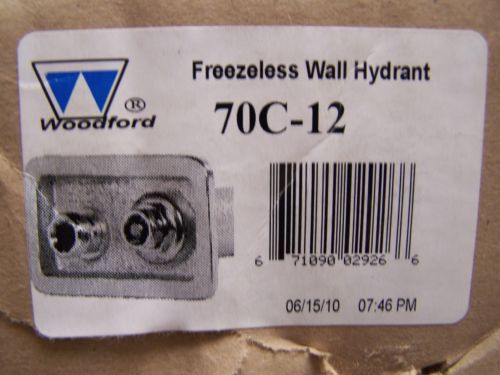 Freezeless Wall Hydrant
®
Woodford
70C-12
6 71090 02926 6
06/15/10 07:46 PM